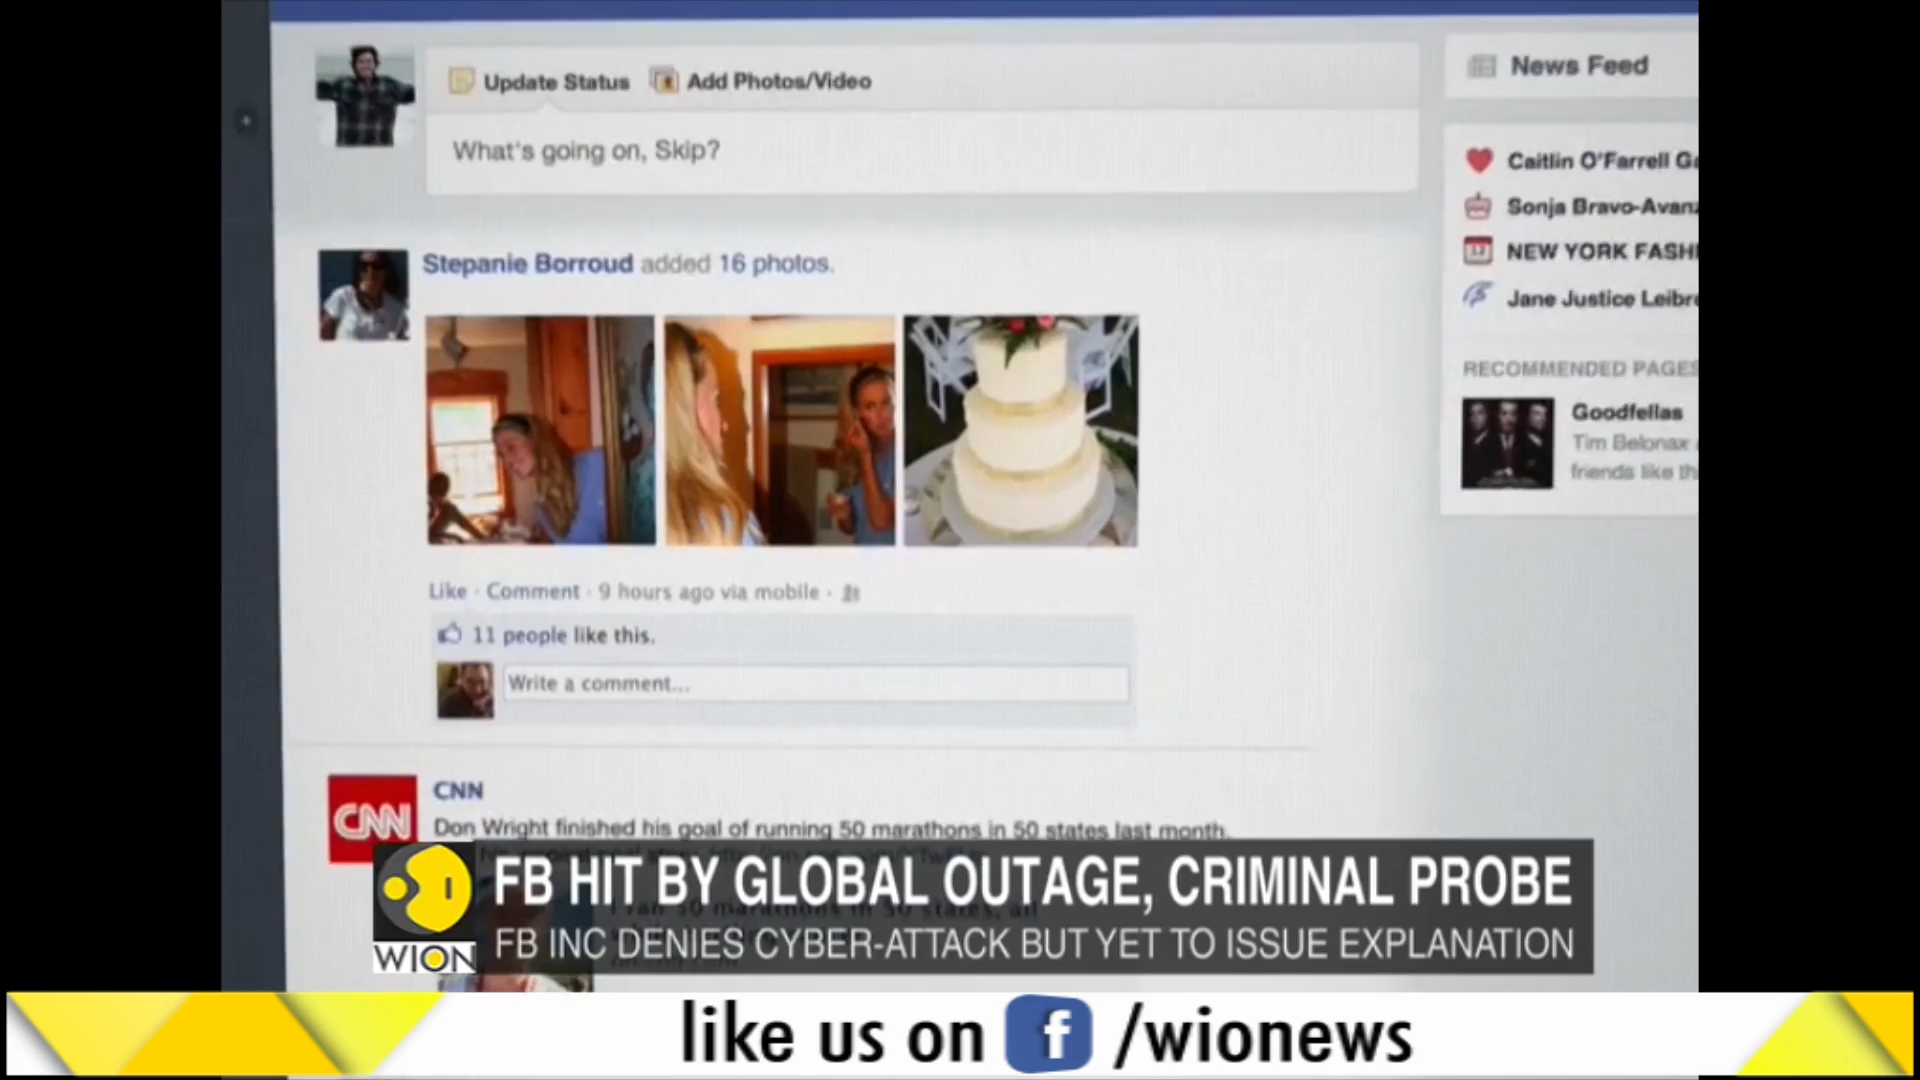 Update Status
Add Photos/Video
News Feed
What's going on, Skip?
Caitlin O'Farrell
Sonja Bravo-Avan
NEW YORK FASH
Jane Justice Leibr
Stepanie Borroud added 16 photos.
RECOMMENDED PAGES
Goodfellas
Tim Belonax
friends like th
Like · Comment · 9 hours ago via mobile ·
11 people like this.
Write a comment...
CNN
CNN
Don Wright finished his goal of running 50 marathons in 50 states last month.
FB HIT BY GLOBAL OUTAGE, CRIMINAL PROBE
FB INC DENIES CYBER-ATTACK BUT YET TO ISSUE EXPLANATION
WION
like us on f /wionews